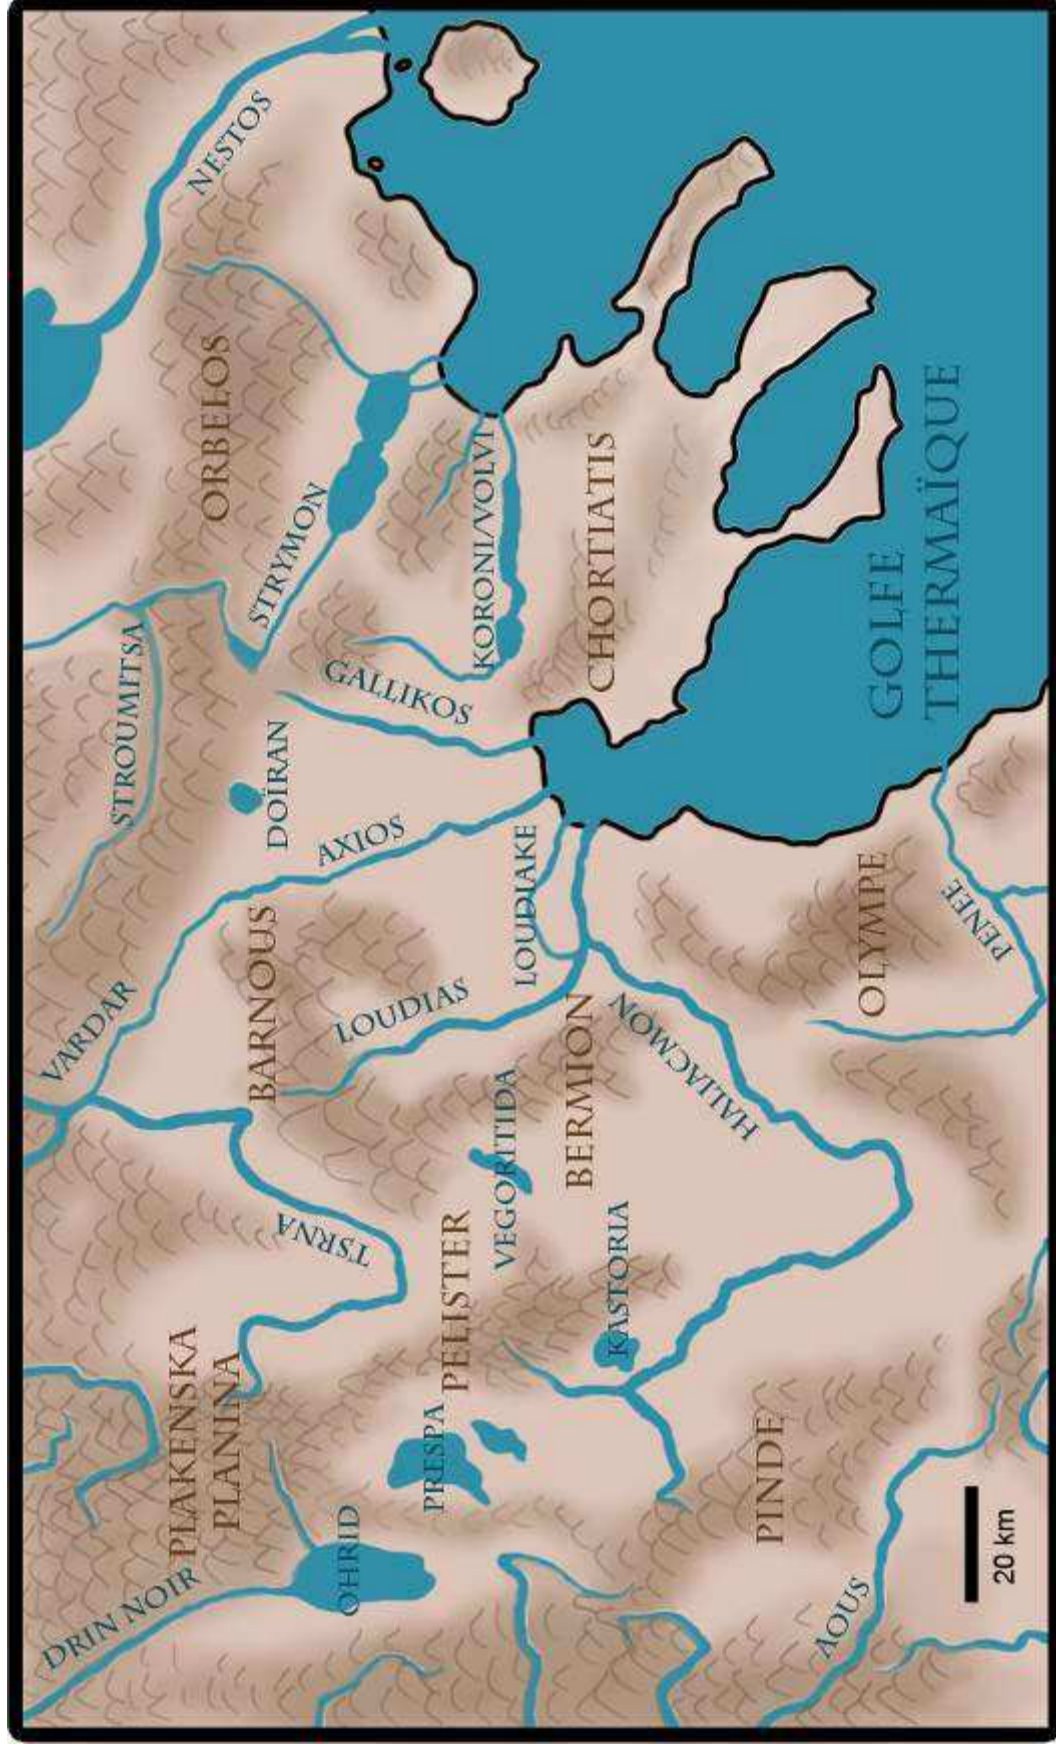 NESTOS
ORBELOS
STRYMON
STROUMITSA
KORONI/VOLVI
CHORTIATIS
GALLIKOS
DOÏRAN
AXIOS
GOLFE
THERMAÏQUE
VARDAR
BARNOUS
LOUDIAS
LOUDIAKE
OLYMPE
PENEE
HALIACMON
BERMION
VEGORITIDA
TSRNA
PELISTER
KASTORIA
PLAKENSKA
PLANINA
PRESPA
DRIN NOIR
OHRID
PINDE
AOUS
20 km